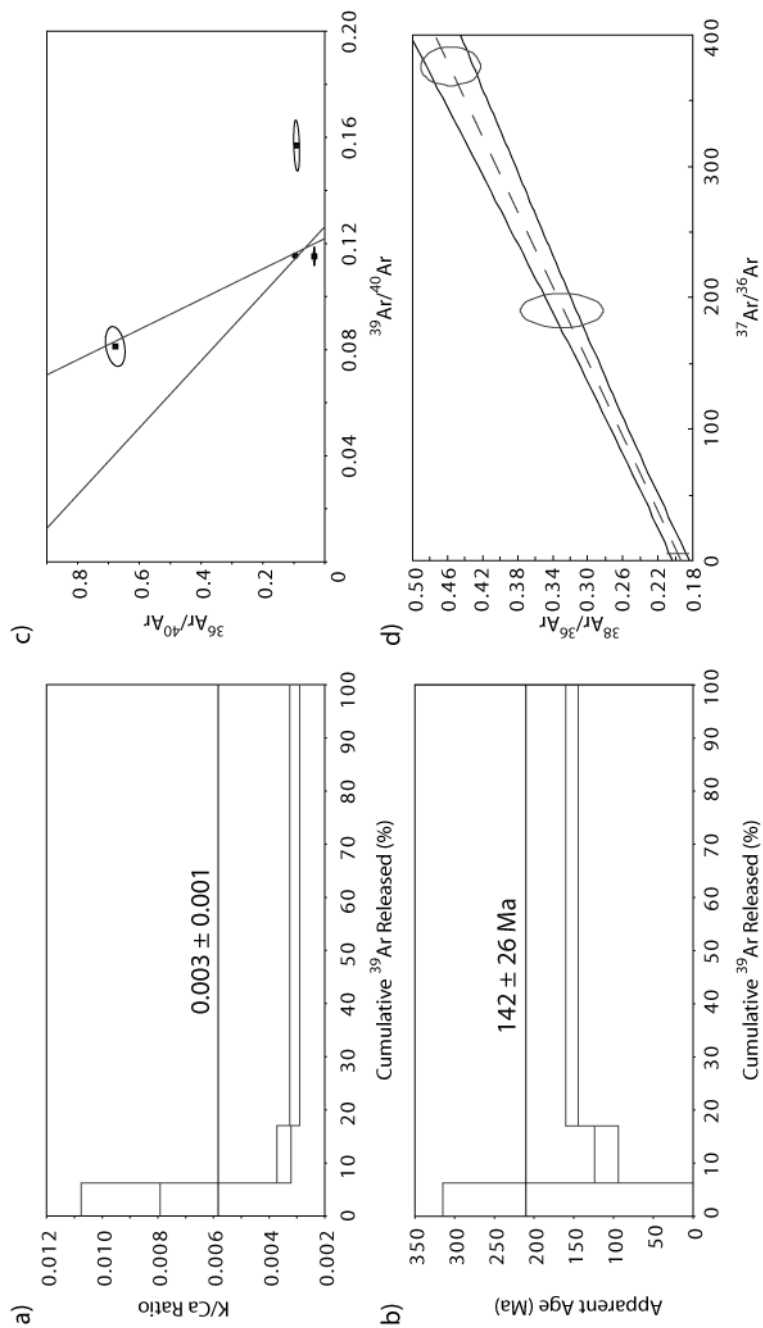 a)
K/Ca Ratio
0.012
0.010
0.008
0.006
0.004
0.002
0.003 ± 0.001
0 10 20 30 40 50 60 70 80 90 100
Cumulative ³⁹Ar Released (%)
b)
Apparent Age (Ma)
350
300
250
200
150
100
50
0
142 ± 26 Ma
0 10 20 30 40 50 60 70 80 90 100
Cumulative ³⁹Ar Released (%)
c)
³⁶Ar/⁴⁰Ar
0.8
0.6
0.4
0.2
0
0.04 0.08 0.12 0.16 0.20
³⁹Ar/⁴⁰Ar
d)
³⁸Ar/³⁶Ar
0.50
0.46
0.42
0.38
0.34
0.30
0.26
0.22
0.18
0 100 200 300 400
³⁷Ar/³⁶Ar